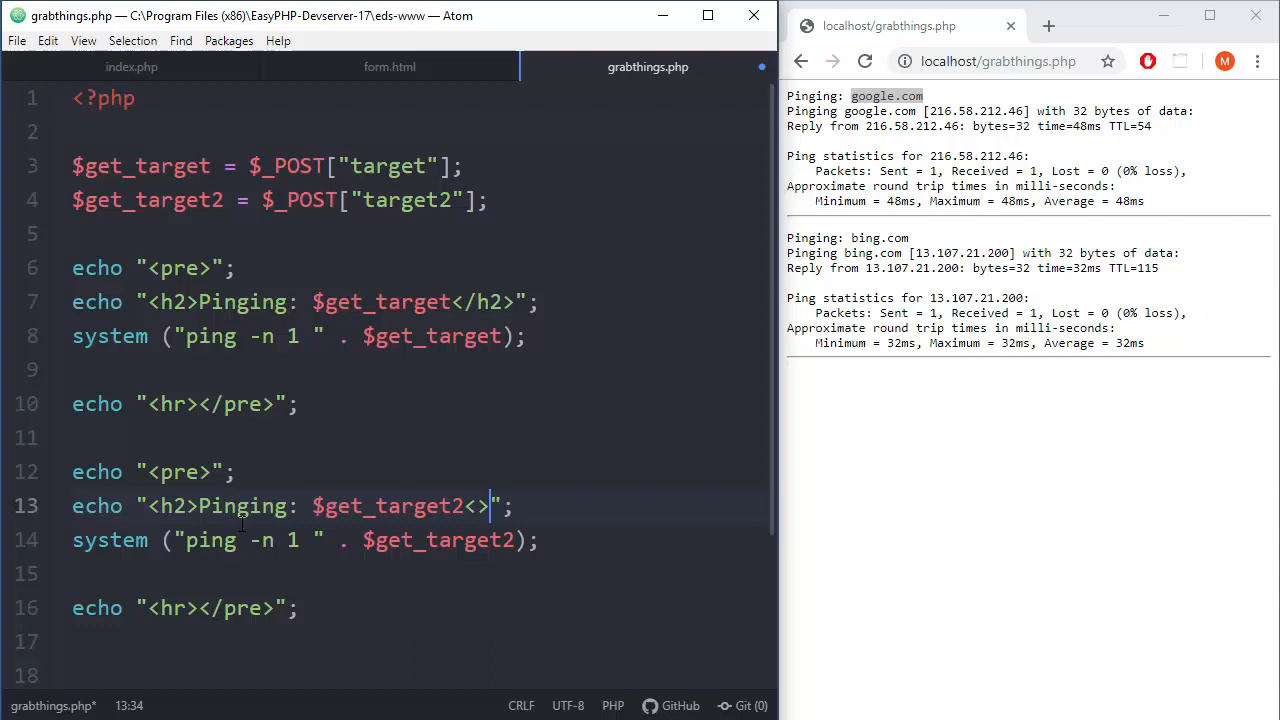 grabthings.php — C:\Program Files (x86)\EasyPHP-Devserver-17\eds-www — Atom
File Edit View Selection Find Packages Help
index.php form.html grabthings.php
1 <?php
2
3 $get_target = $_POST["target"];
4 $get_target2 = $_POST["target2"];
5
6 echo "<pre>";
7 echo "<h2>Pinging: $get_target</h2>";
8 system ("ping -n 1 " . $get_target);
9
10 echo "<hr></pre>";
11
12 echo "<pre>";
13 echo "<h2>Pinging: $get_target2<>";
14 system ("ping -n 1 " . $get_target2);
15
16 echo "<hr></pre>";
17
18
grabthings.php* 13:34 CRLF UTF-8 PHP GitHub Git (0)
localhost/grabthings.php
localhost/grabthings.php M
Pinging: google.com
Pinging google.com [216.58.212.46] with 32 bytes of data:
Reply from 216.58.212.46: bytes=32 time=48ms TTL=54
Ping statistics for 216.58.212.46:
Packets: Sent = 1, Received = 1, Lost = 0 (0% loss),
Approximate round trip times in milli-seconds:
Minimum = 48ms, Maximum = 48ms, Average = 48ms
Pinging: bing.com
Pinging bing.com [13.107.21.200] with 32 bytes of data:
Reply from 13.107.21.200: bytes=32 time=32ms TTL=115
Ping statistics for 13.107.21.200:
Packets: Sent = 1, Received = 1, Lost = 0 (0% loss),
Approximate round trip times in milli-seconds:
Minimum = 32ms, Maximum = 32ms, Average = 32ms